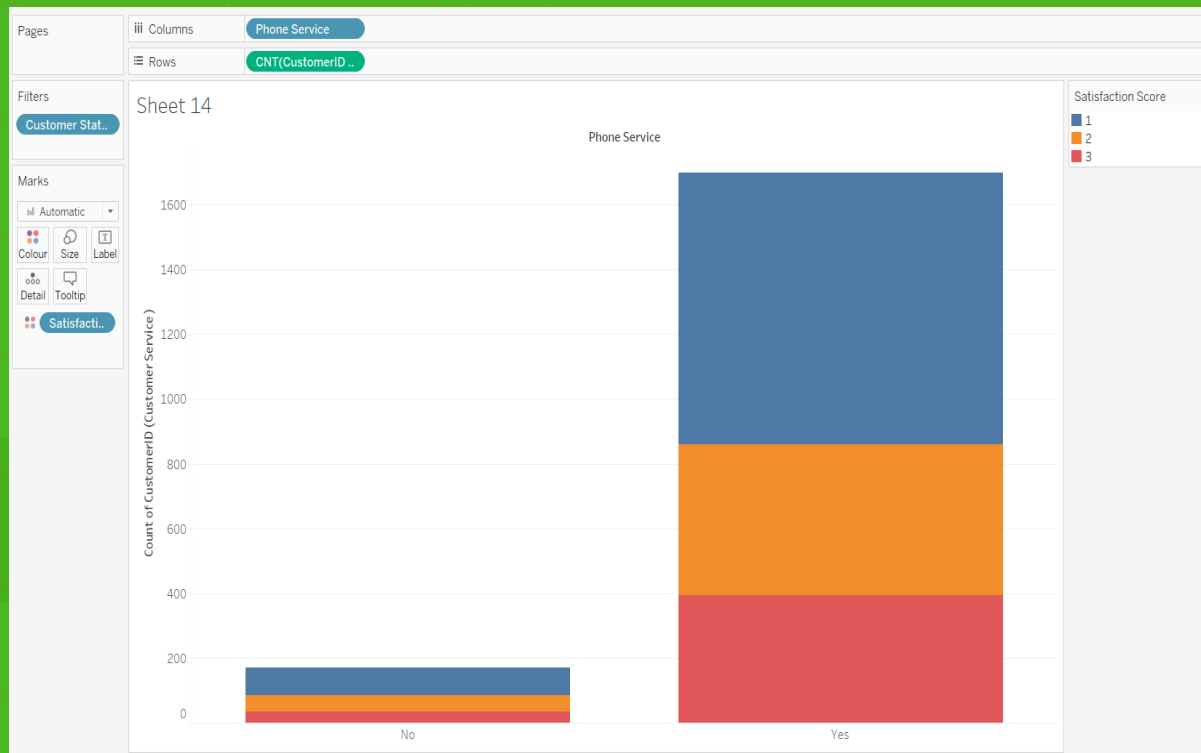 Pages
Columns
Phone Service
Rows
CNT(CustomerID ..
Filters
Customer Stat..
Marks
Automatic
Colour
Size
Label
Detail
Tooltip
Satisfacti..
Sheet 14
Phone Service
Count of CustomerID (Customer Service)
1600
1400
1200
1000
800
600
400
200
0
No
Yes
Satisfaction Score
1
2
3